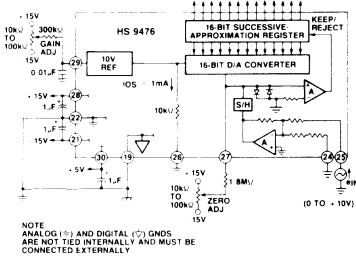 + 15V
10kΩ
TO
100kΩ
- 15V
300kΩ
GAIN
ADJ
HS 9476
16-BIT SUCCESSIVE-
APPROXIMATION REGISTER
KEEP/
REJECT
29
10V
REF
16-BIT D/A CONVERTER
0.01µF
IOS = 1mA
A
+15V
28
1µF
22
1µF
-15V
21
10kΩ
S/H
A
30
19
26
27
24
25
+ 5V
1µF
+ 15V
10kΩ
TO
100kΩ
- 15V
ZERO
ADJ
1.8MΩ
eIN
(0 TO + 10V)
NOTE
ANALOG (⏚) AND DIGITAL (▽) GNDS
ARE NOT TIED INTERNALLY AND MUST BE
CONNECTED EXTERNALLY